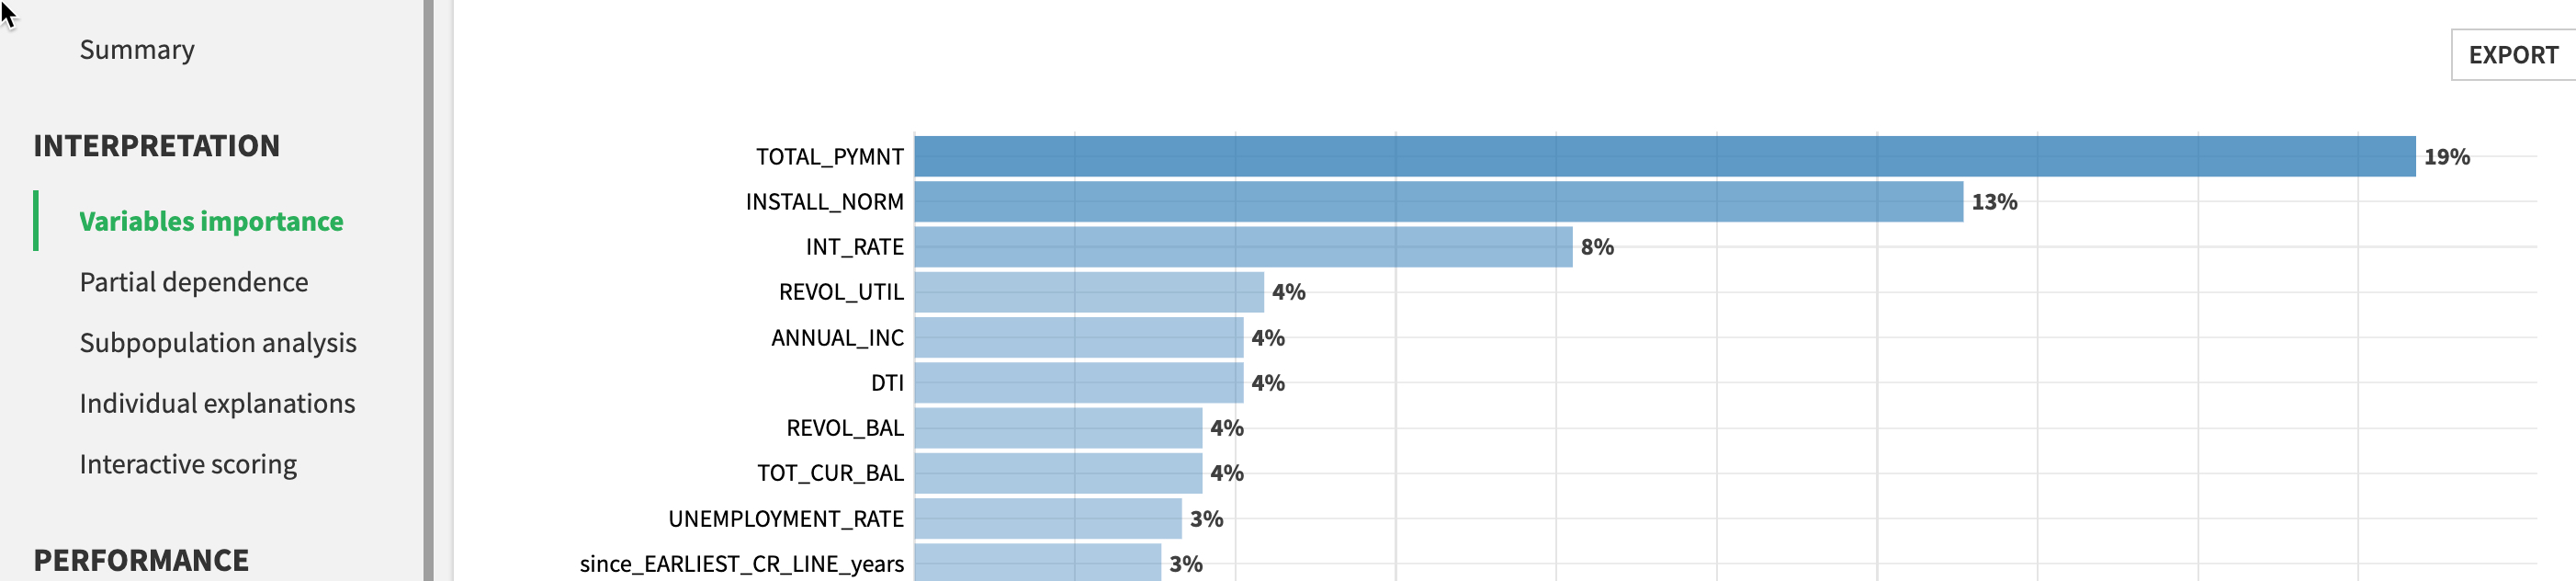 Summary
INTERPRETATION
Variables importance
Partial dependence
Subpopulation analysis
Individual explanations
Interactive scoring
PERFORMANCE
EXPORT
TOTAL_PYMNT 19%
INSTALL_NORM 13%
INT_RATE 8%
REVOL_UTIL 4%
ANNUAL_INC 4%
DTI 4%
REVOL_BAL 4%
TOT_CUR_BAL 4%
UNEMPLOYMENT_RATE 3%
since_EARLIEST_CR_LINE_years 3%